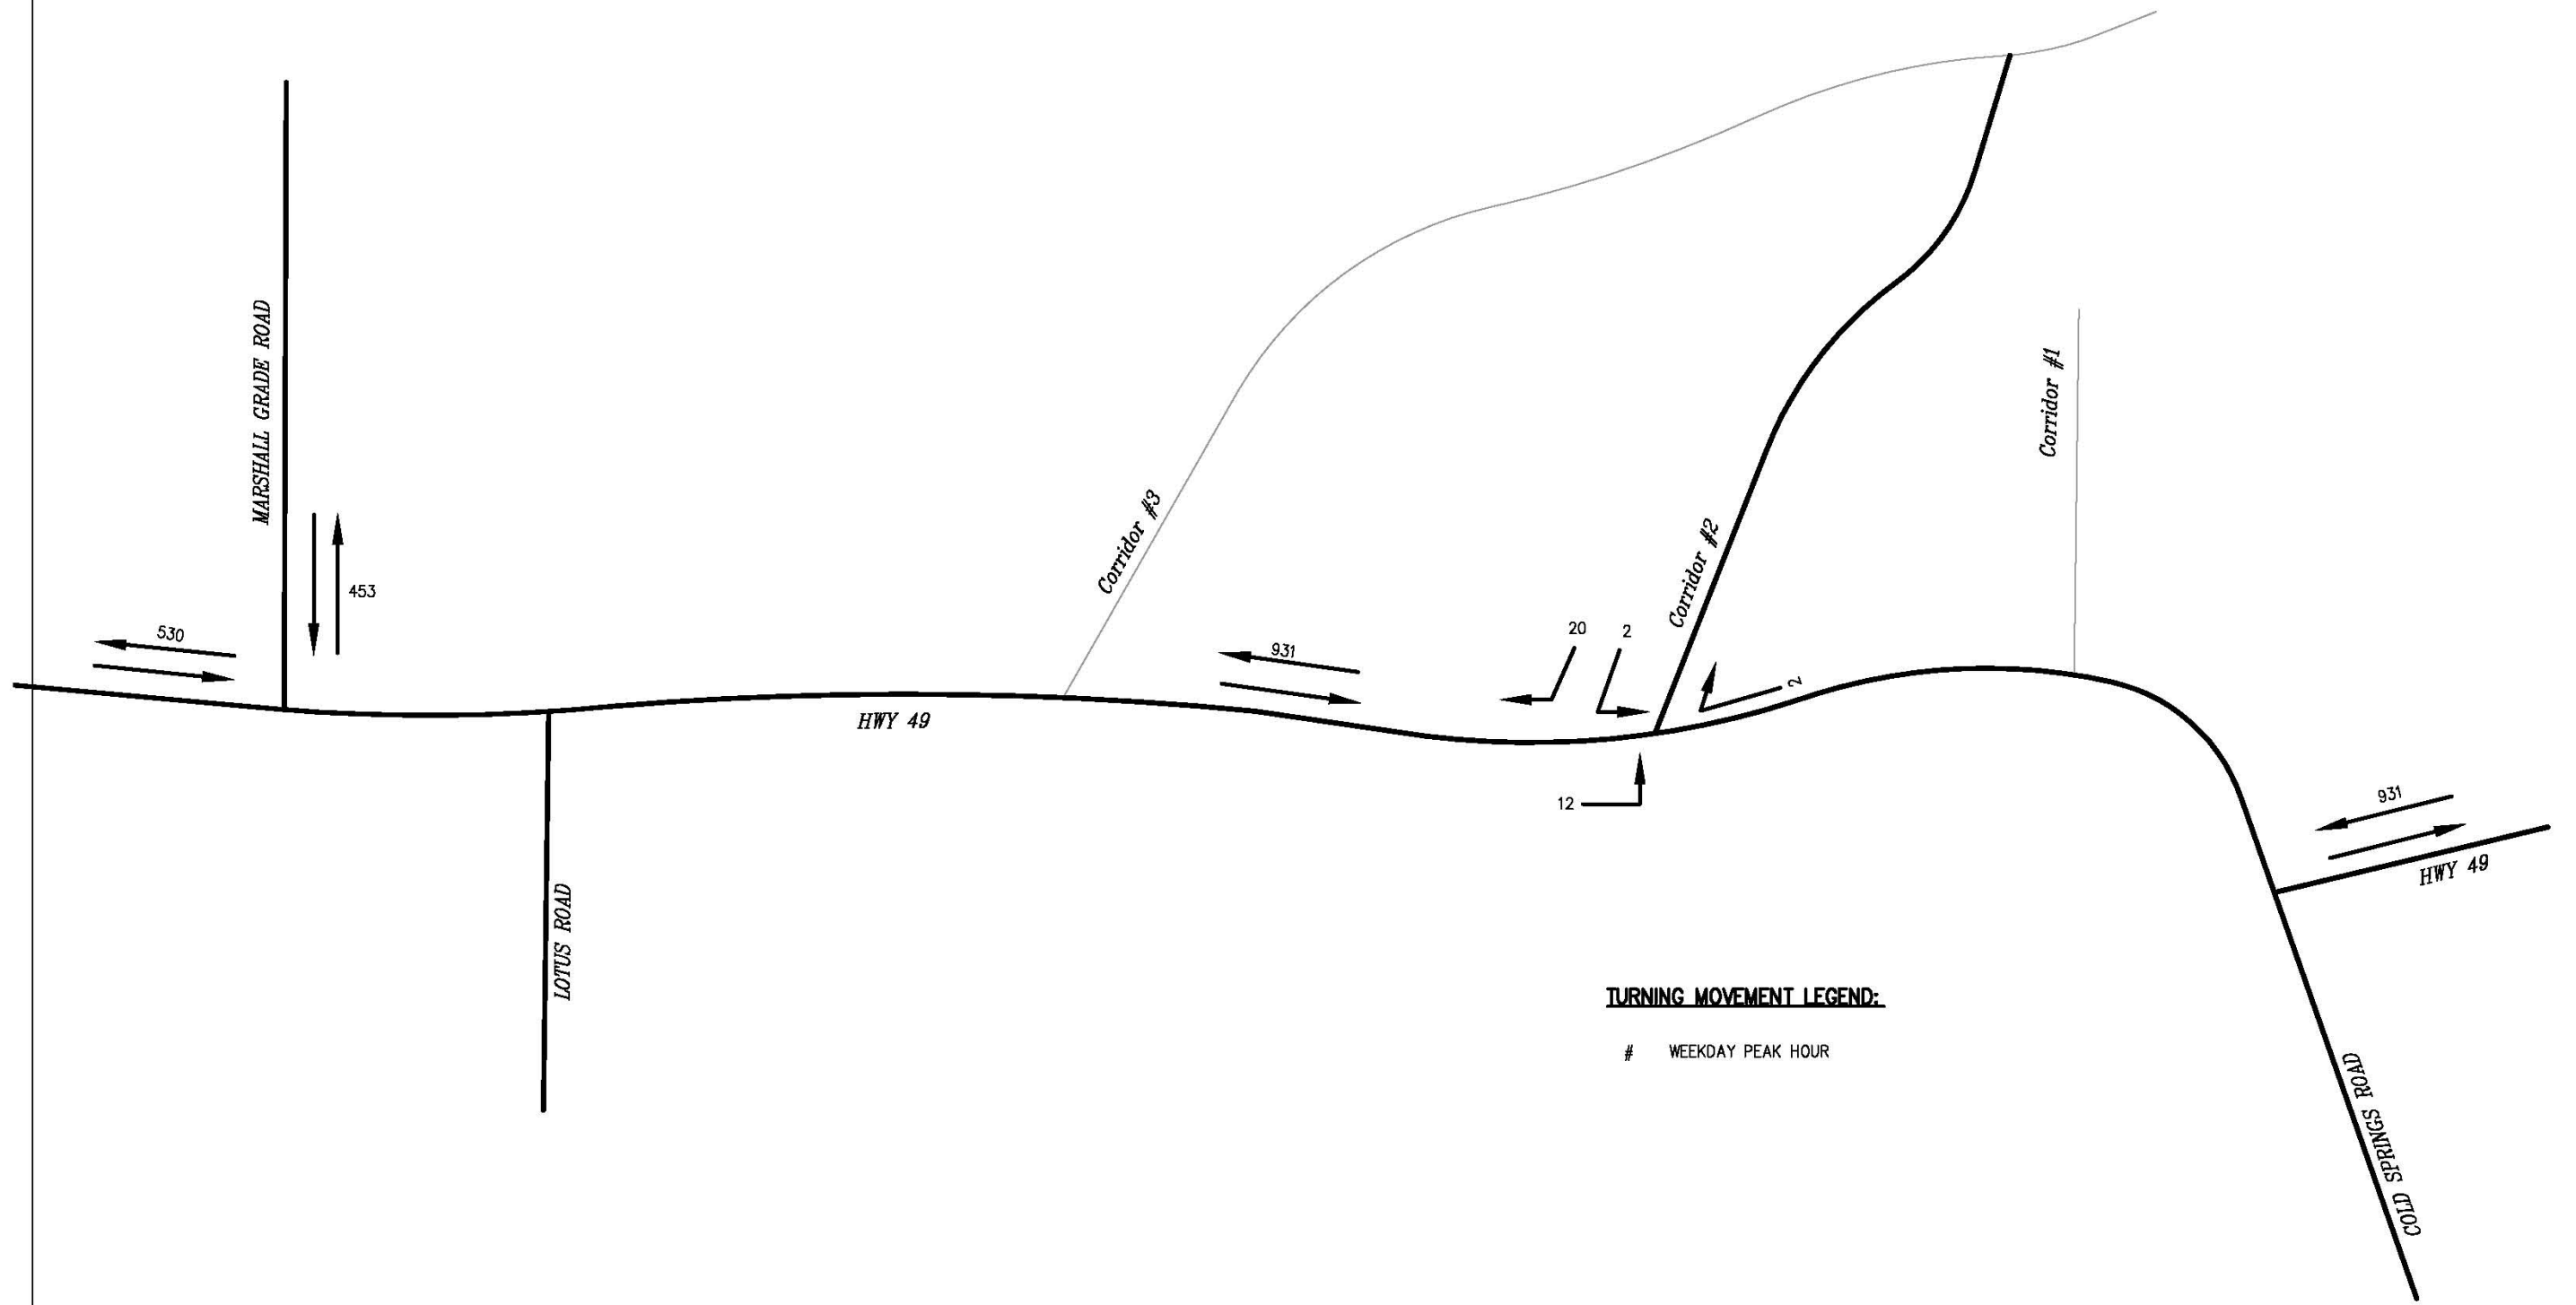 MARSHALL GRADE ROAD
Corridor #1
Corridor #3
Corridor #2
453
530
931
20
2
2
HWY 49
12
931
HWY 49
LOTUS ROAD
TURNING MOVEMENT LEGEND:
# WEEKDAY PEAK HOUR
COLD SPRINGS ROAD